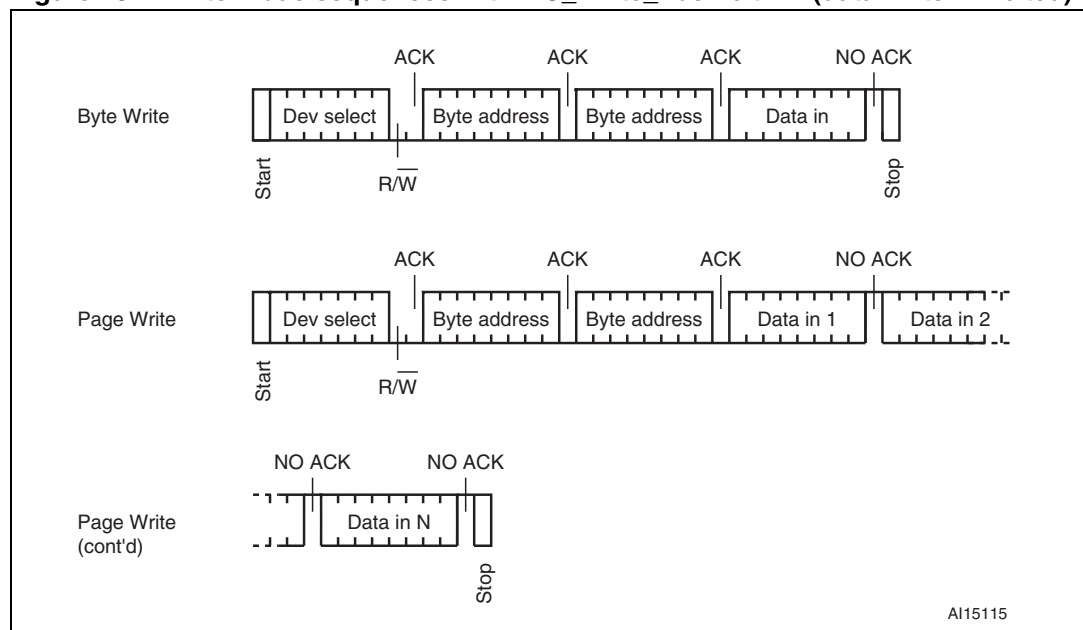 ACK ACK ACK NO ACK
Byte Write Dev select Byte address Byte address Data in
Start R/W̅ Stop
ACK ACK ACK NO ACK
Page Write Dev select Byte address Byte address Data in 1 Data in 2
Start R/W̅
NO ACK NO ACK
Page Write
(cont'd) Data in N
Stop
AI15115